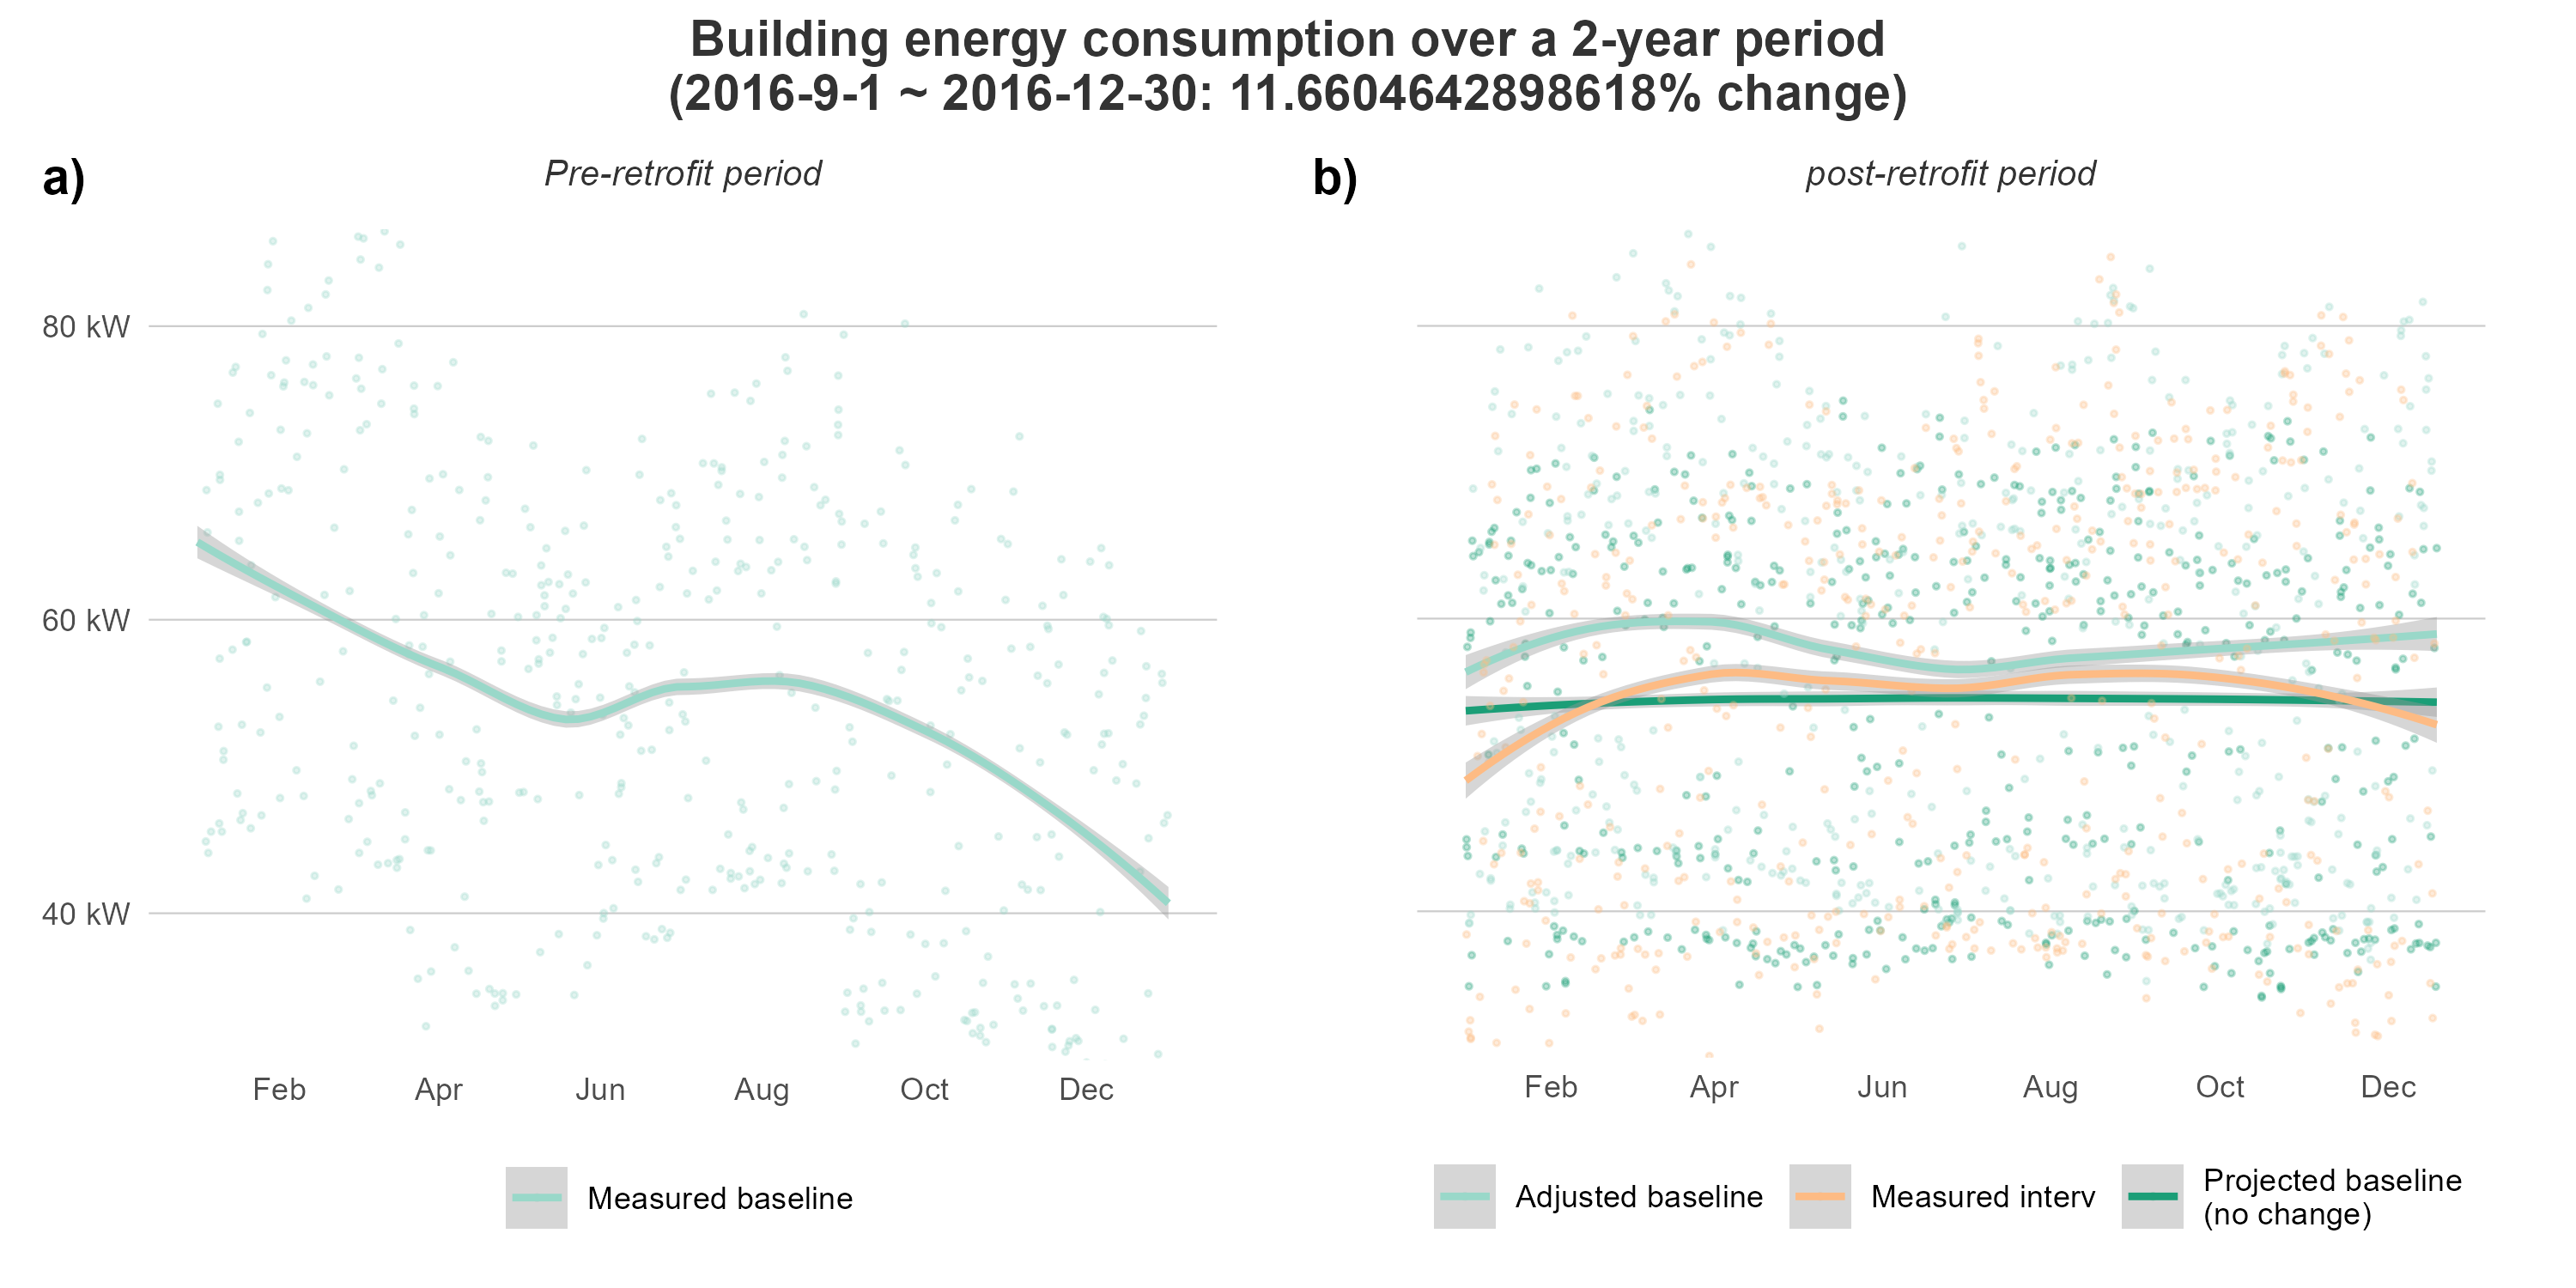 Building energy consumption over a 2-year period
(2016-9-1 ~ 2016-12-30: 11.6604642898618% change)
a)
Pre-retrofit period
80 kW
60 kW
40 kW
Feb Apr Jun Aug Oct Dec
Measured baseline
b)
post-retrofit period
Feb Apr Jun Aug Oct Dec
Adjusted baseline
Measured interv
Projected baseline
(no change)